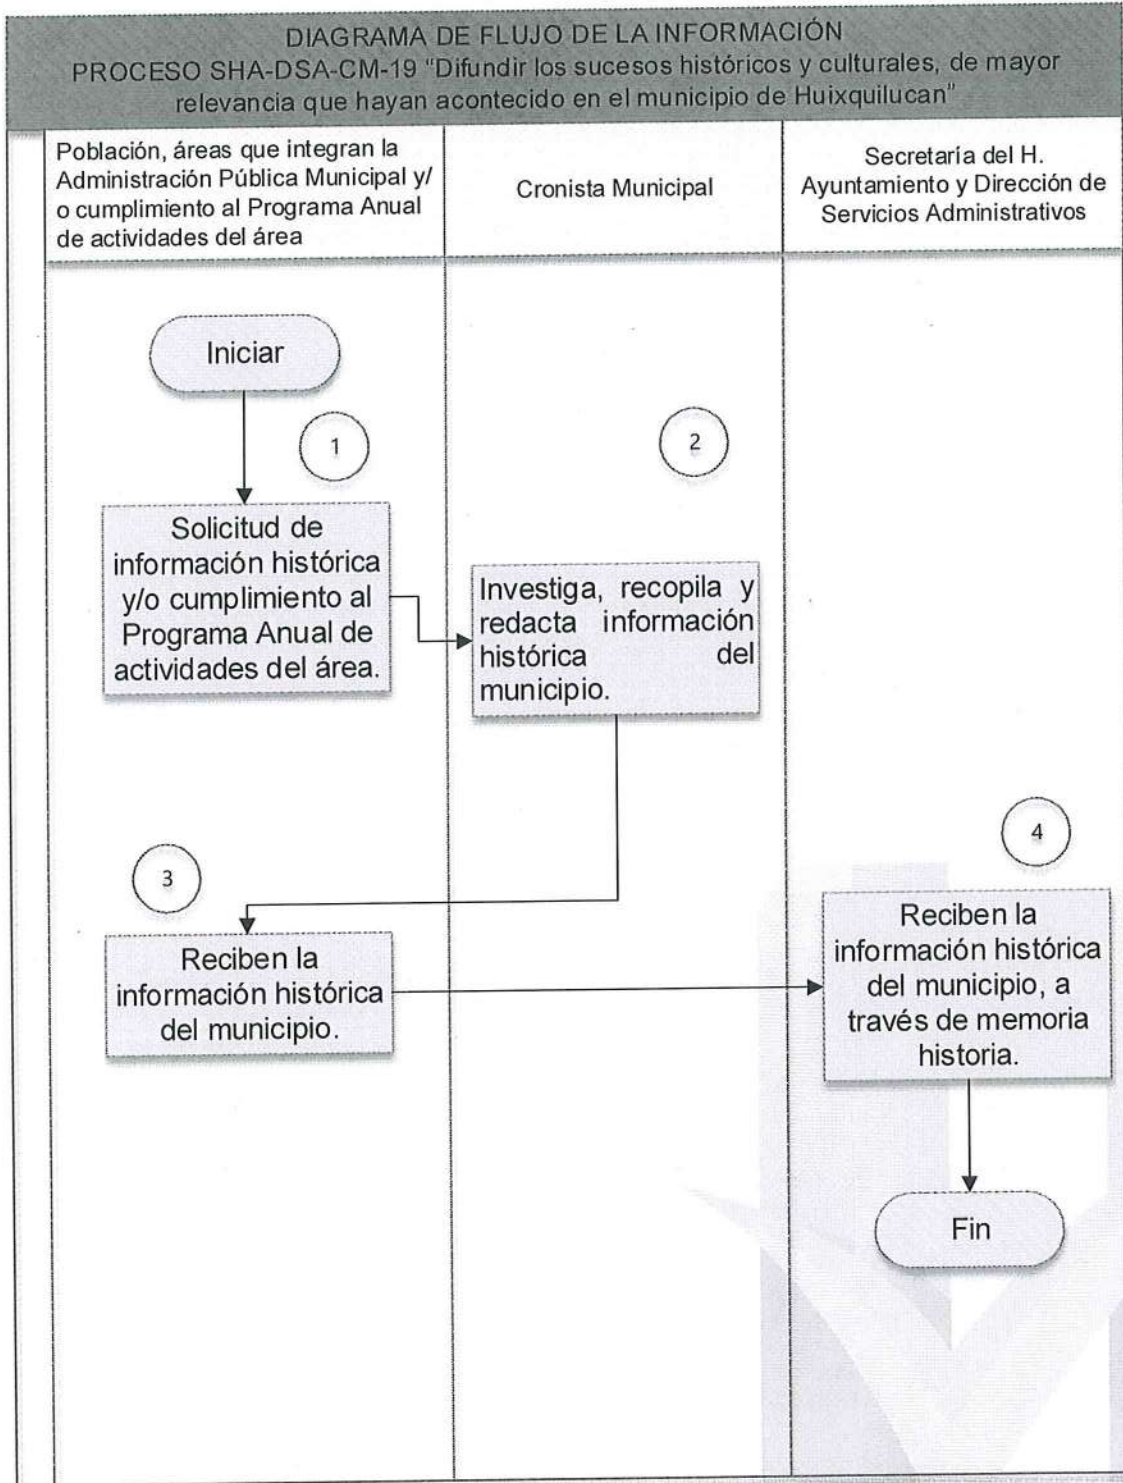 DIAGRAMA DE FLUJO DE LA INFORMACIÓN
PROCESO SHA-DSA-CM-19 “Difundir los sucesos históricos y culturales, de mayor
relevancia que hayan acontecido en el municipio de Huixquilucan”
Población, áreas que integran la
Administración Pública Municipal y/
o cumplimiento al Programa Anual
de actividades del área
Cronista Municipal
Secretaría del H.
Ayuntamiento y Dirección de
Servicios Administrativos
Iniciar
1
2
Solicitud de
información histórica
y/o cumplimiento al
Programa Anual de
actividades del área.
Investiga, recopila y
redacta información
histórica del
municipio.
3
4
Reciben la
información histórica
del municipio.
Reciben la
información histórica
del municipio, a
través de memoria
historia.
Fin